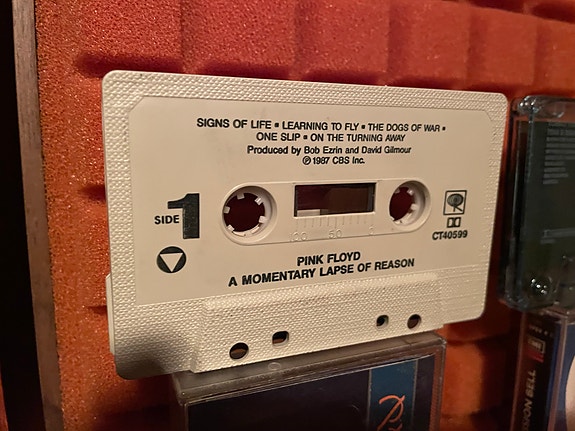 SIGNS OF LIFE ▪ LEARNING TO FLY ▪ THE DOGS OF WAR ▪
ONE SLIP ▪ ON THE TURNING AWAY
Produced by Bob Ezrin and David Gilmour
℗ 1987 CBS Inc.
SIDE 1
100 50 0
CT40599
PINK FLOYD
A MOMENTARY LAPSE OF REASON
BELL